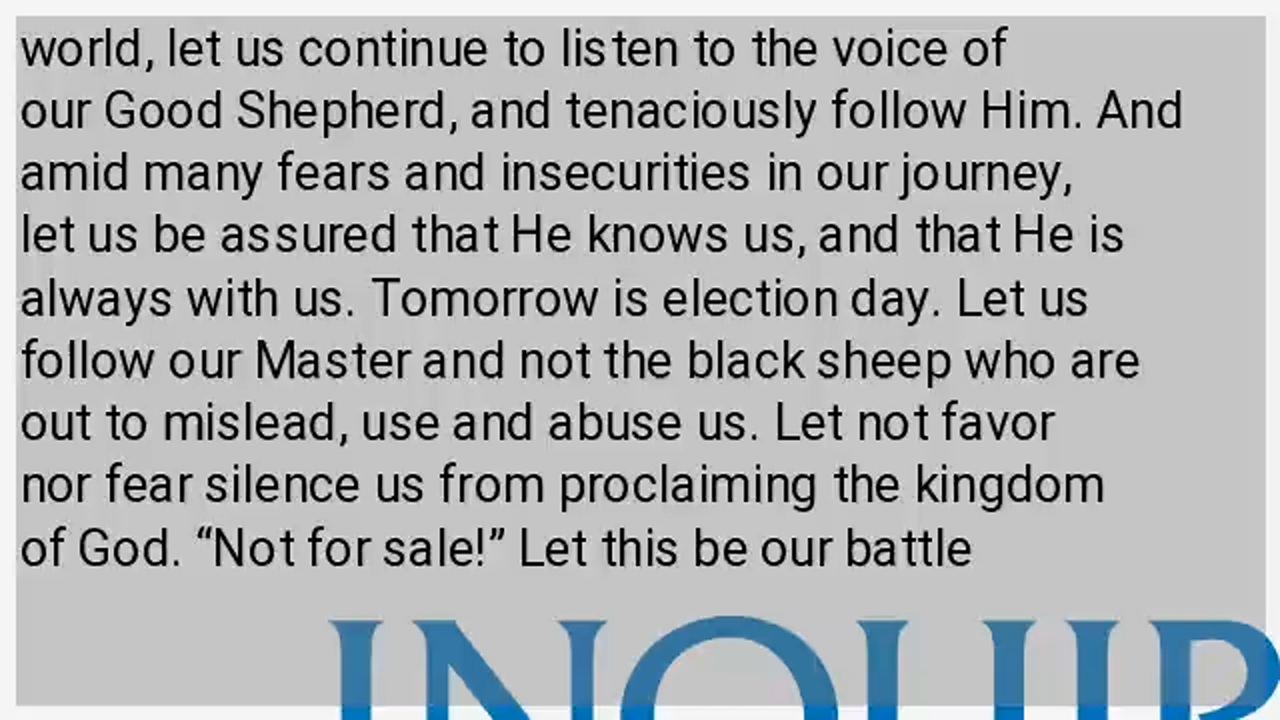 world, let us continue to listen to the voice of
our Good Shepherd, and tenaciously follow Him. And
amid many fears and insecurities in our journey,
let us be assured that He knows us, and that He is
always with us. Tomorrow is election day. Let us
follow our Master and not the black sheep who are
out to mislead, use and abuse us. Let not favor
nor fear silence us from proclaiming the kingdom
of God. “Not for sale!” Let this be our battle